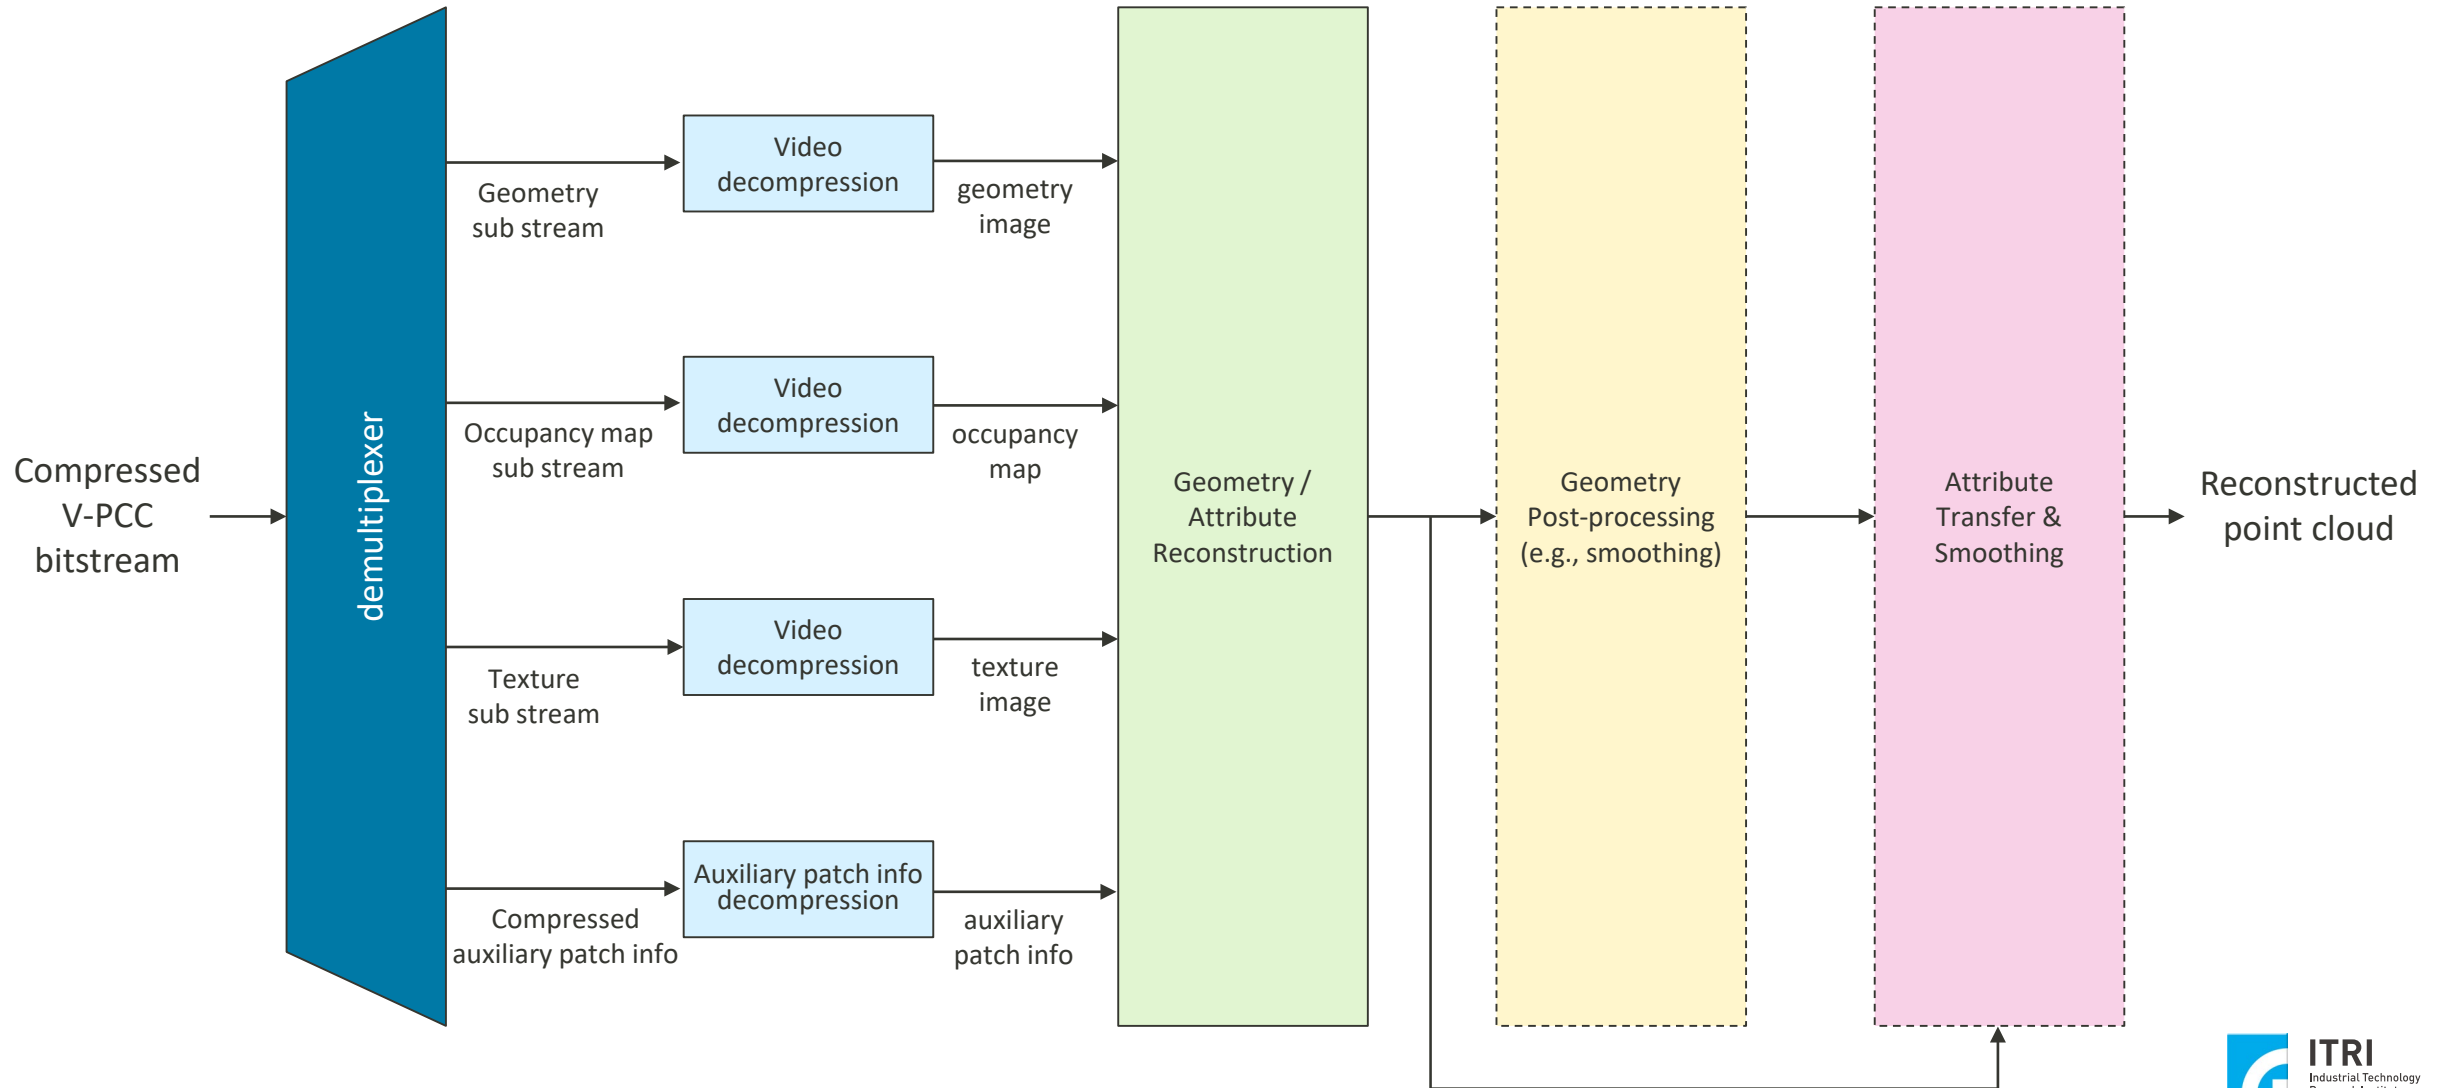 Compressed
V-PCC
bitstream
demultiplexer
Geometry
sub stream
Video
decompression
geometry
image
Occupancy map
sub stream
Video
decompression
occupancy
map
Texture
sub stream
Video
decompression
texture
image
Compressed
auxiliary patch info
Auxiliary patch info
decompression
auxiliary
patch info
Geometry /
Attribute
Reconstruction
Geometry
Post-processing
(e.g., smoothing)
Attribute
Transfer &
Smoothing
Reconstructed
point cloud
ITRI
Industrial Technology